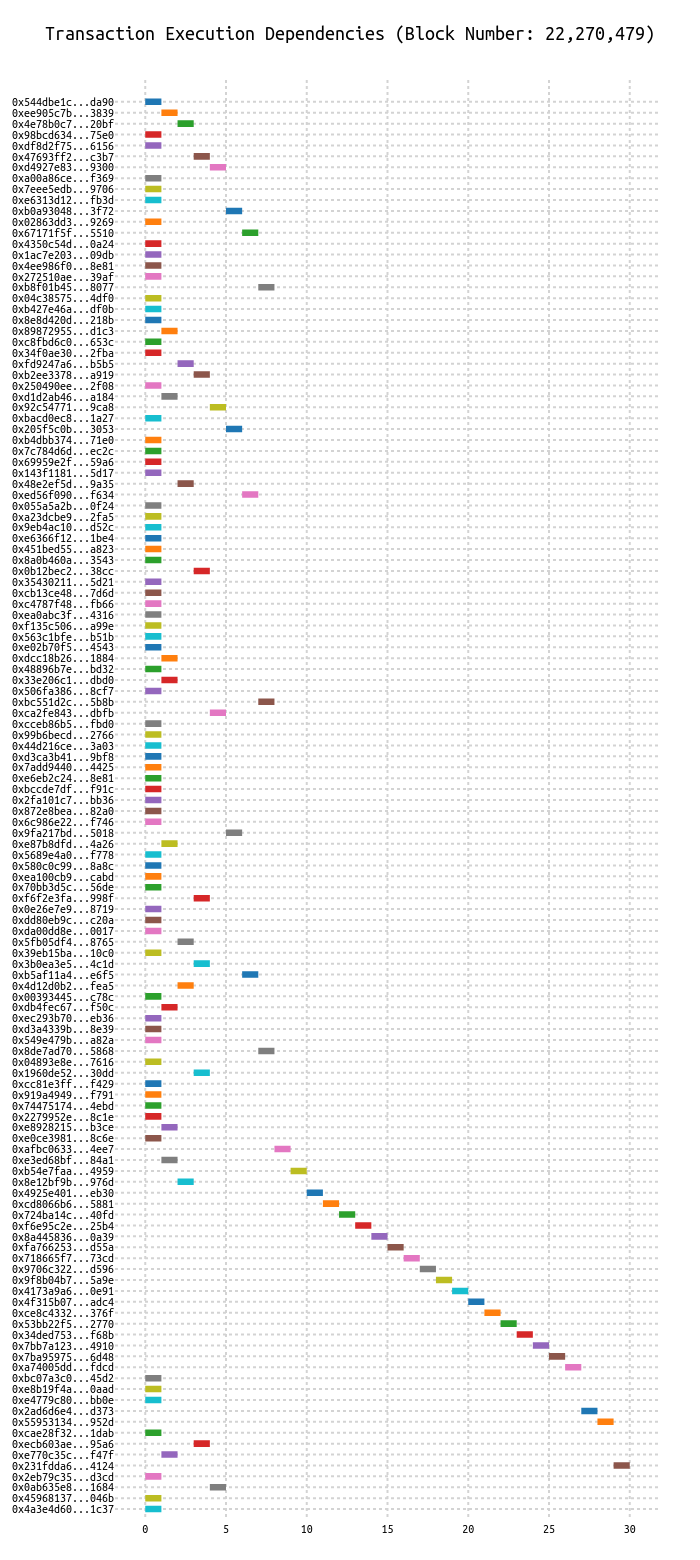 Transaction Execution Dependencies (Block Number: 22,270,479)
0x544dbe1c...da90
0xee905c7b...3839
0x4e78b0c7...20bf
0x98bcd634...75e0
0xdf8d2f75...6156
0x47693ff2...c3b7
0xd4927e83...9300
0xa00a86ce...f369
0x7eee5edb...9706
0xe6313d12...fb3d
0xb0a93048...3f72
0x02863dd3...9269
0x67171f5f...5510
0x4350c54d...0a24
0x1ac7e203...09db
0x4ee986f0...8e81
0x272510ae...39af
0xb8f01b45...8077
0x04c38575...4df0
0xb427e46a...df0b
0x8e8d420d...218b
0x89872955...d1c3
0xc8fbd6c0...653c
0x34f0ae30...2fba
0xfd9247a6...b5b5
0xb2ee3378...a919
0x250490ee...2f08
0xd1d2ab46...a184
0x92c54771...9ca8
0xbacd0ec8...1a27
0x205f5c0b...3053
0xb4dbb374...71e0
0x7c784d6d...ec2c
0x69959e2f...59a6
0x143f1181...5d17
0x48e2ef5d...9a35
0xed56f090...f634
0x055a5a2b...0f24
0xa23dcbe9...2fa5
0x9eb4ac10...d52c
0xe6366f12...1be4
0x451bed55...a823
0x8a0b460a...3543
0x0b12bec2...38cc
0x35430211...5d21
0xcb13ce48...7d6d
0xc4787f48...fb66
0xea0abc3f...4316
0xf135c506...a99e
0x563c1bfe...b51b
0xe02b70f5...4543
0xdcc18b26...1884
0x48896b7e...bd32
0x33e206c1...dbd0
0x506fa386...8cf7
0xbc551d2c...5b8b
0xca2fe843...dbfb
0xcceb86b5...fbd0
0x99b6becd...2766
0x44d216ce...3a03
0xd3ca3b41...9bf8
0x7add9440...4425
0xe6eb2c24...8e81
0xbccde7df...f91c
0x2fa101c7...bb36
0x872e8bea...82a0
0x6c986e22...f746
0x9fa217bd...5018
0xe87b8dfd...4a26
0x5689e4a0...f778
0x580c0c99...8a8c
0xea100cb9...cabd
0x70bb3d5c...56de
0xf6f2e3fa...998f
0x0e26e7e9...8719
0xdd80eb9c...c20a
0xda00dd8e...0017
0x5fb05df4...8765
0x39eb15ba...10c0
0x3b0ea3e5...4c1d
0xb5af11a4...e6f5
0x4d12d0b2...fea5
0x00393445...c78c
0xdb4fec67...f50c
0xec293b70...eb36
0xd3a4339b...8e39
0x549e479b...a82a
0x8de7ad70...5868
0x04893e8e...7616
0x1960de52...30dd
0xcc81e3ff...f429
0x919a4949...f791
0x74475174...4ebd
0x2279952e...8c1e
0xe8928215...b3ce
0xe0ce3981...8c6e
0xafbc0633...4ee7
0xe3ed68bf...84a1
0xb54e7faa...4959
0x8e12bf9b...976d
0x4925e401...eb30
0xcd8066b6...5881
0x724ba14c...40fd
0xf6e95c2e...25b4
0x8a445836...0a39
0xfa766253...d55a
0x718665f7...73cd
0x9706c322...d596
0x9f8b04b7...5a9e
0x4173a9a6...0e91
0x4f315b07...adc4
0xce8c4332...376f
0x53bb22f5...2770
0x34ded753...f68b
0x7bb7a123...4910
0x7ba95975...6d48
0xa74005dd...fdcd
0xbc07a3c0...45d2
0xe8b19f4a...0aad
0xe4779c80...bb0e
0x2ad6d6e4...d373
0x55953134...952d
0xcae28f32...1dab
0xecb603ae...95a6
0xe770c35c...f47f
0x231fdda6...4124
0x2eb79c35...d3cd
0x0ab635e8...1684
0x45968137...046b
0x4a3e4d60...1c37
0 5 10 15 20 25 30